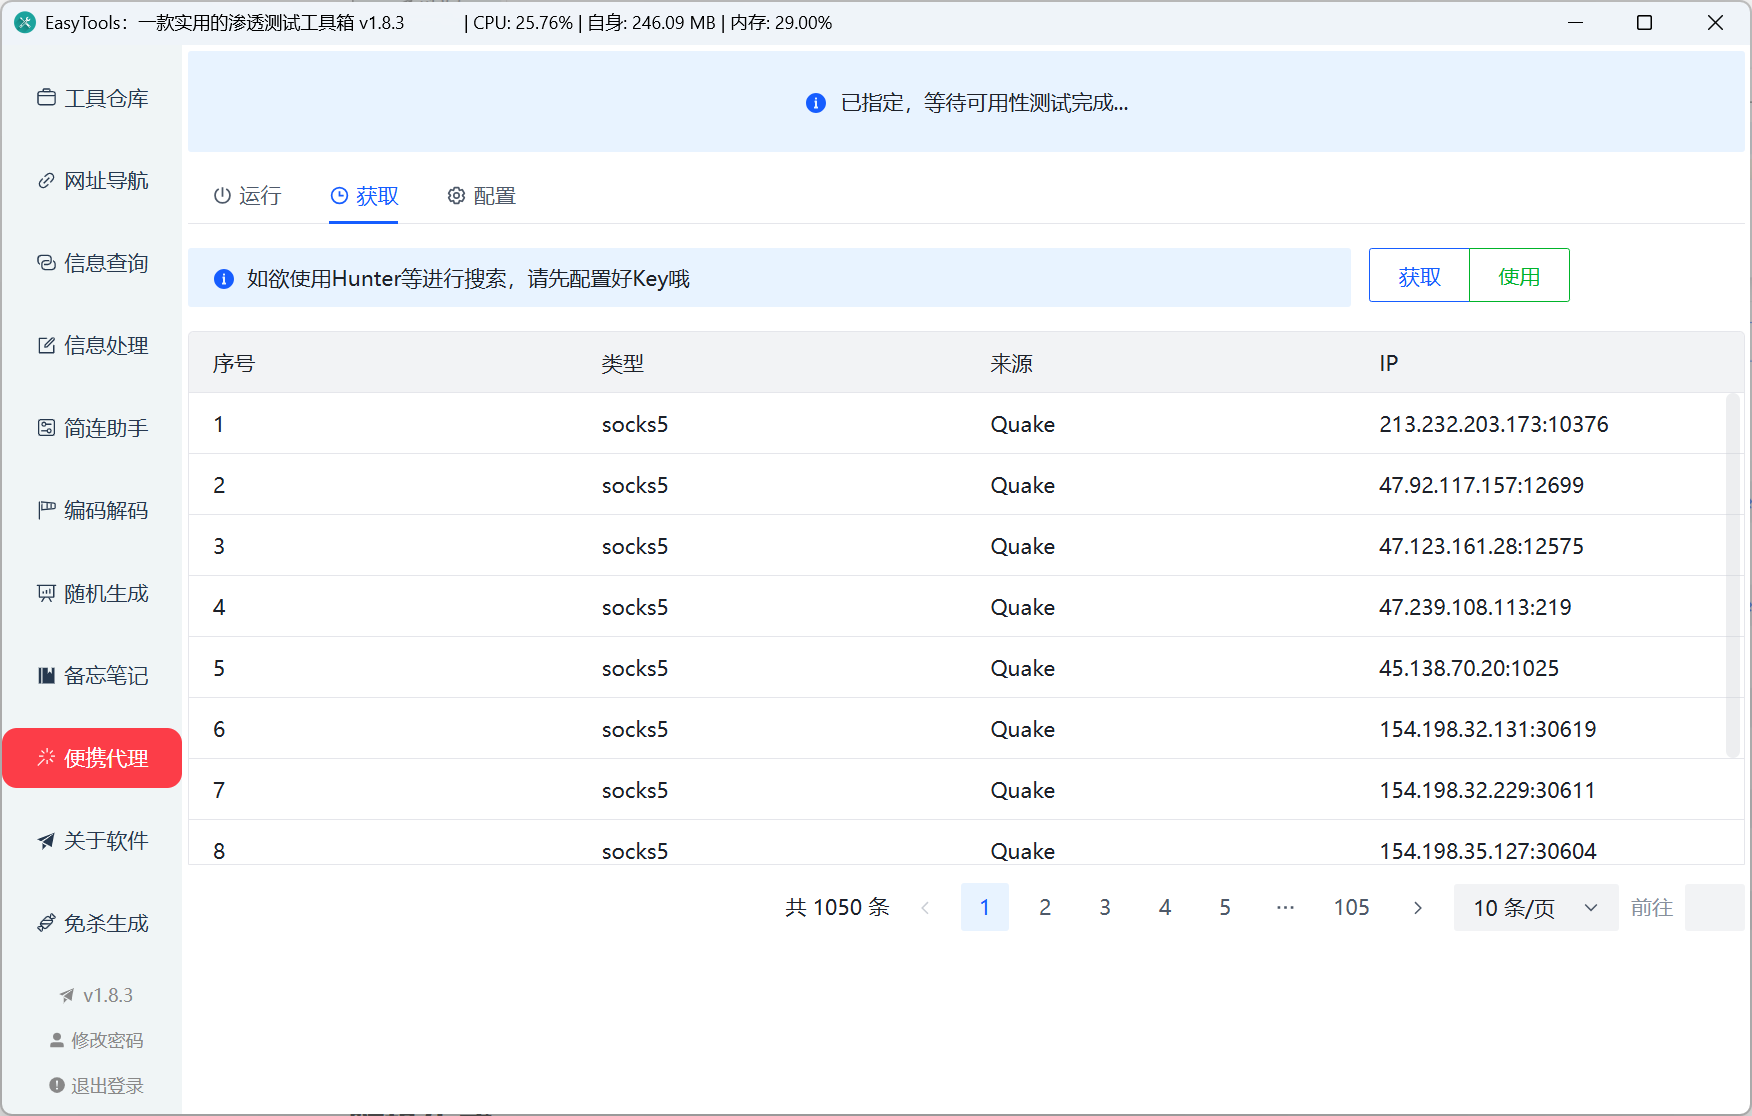 EasyTools：一款实用的渗透测试工具箱 v1.8.3 | CPU: 25.76% | 自身: 246.09 MB | 内存: 29.00%
工具仓库
网址导航
信息查询
信息处理
简连助手
编码解码
随机生成
备忘笔记
便携代理
关于软件
免杀生成
v1.8.3
修改密码
退出登录
已指定，等待可用性测试完成...
运行 获取 配置
如欲使用Hunter等进行搜索，请先配置好Key哦
获取 使用
序号 类型 来源 IP
1 socks5 Quake 213.232.203.173:10376
2 socks5 Quake 47.92.117.157:12699
3 socks5 Quake 47.123.161.28:12575
4 socks5 Quake 47.239.108.113:219
5 socks5 Quake 45.138.70.20:1025
6 socks5 Quake 154.198.32.131:30619
7 socks5 Quake 154.198.32.229:30611
8 socks5 Quake 154.198.35.127:30604
共 1050 条 1 2 3 4 5 ··· 105 10 条/页 前往